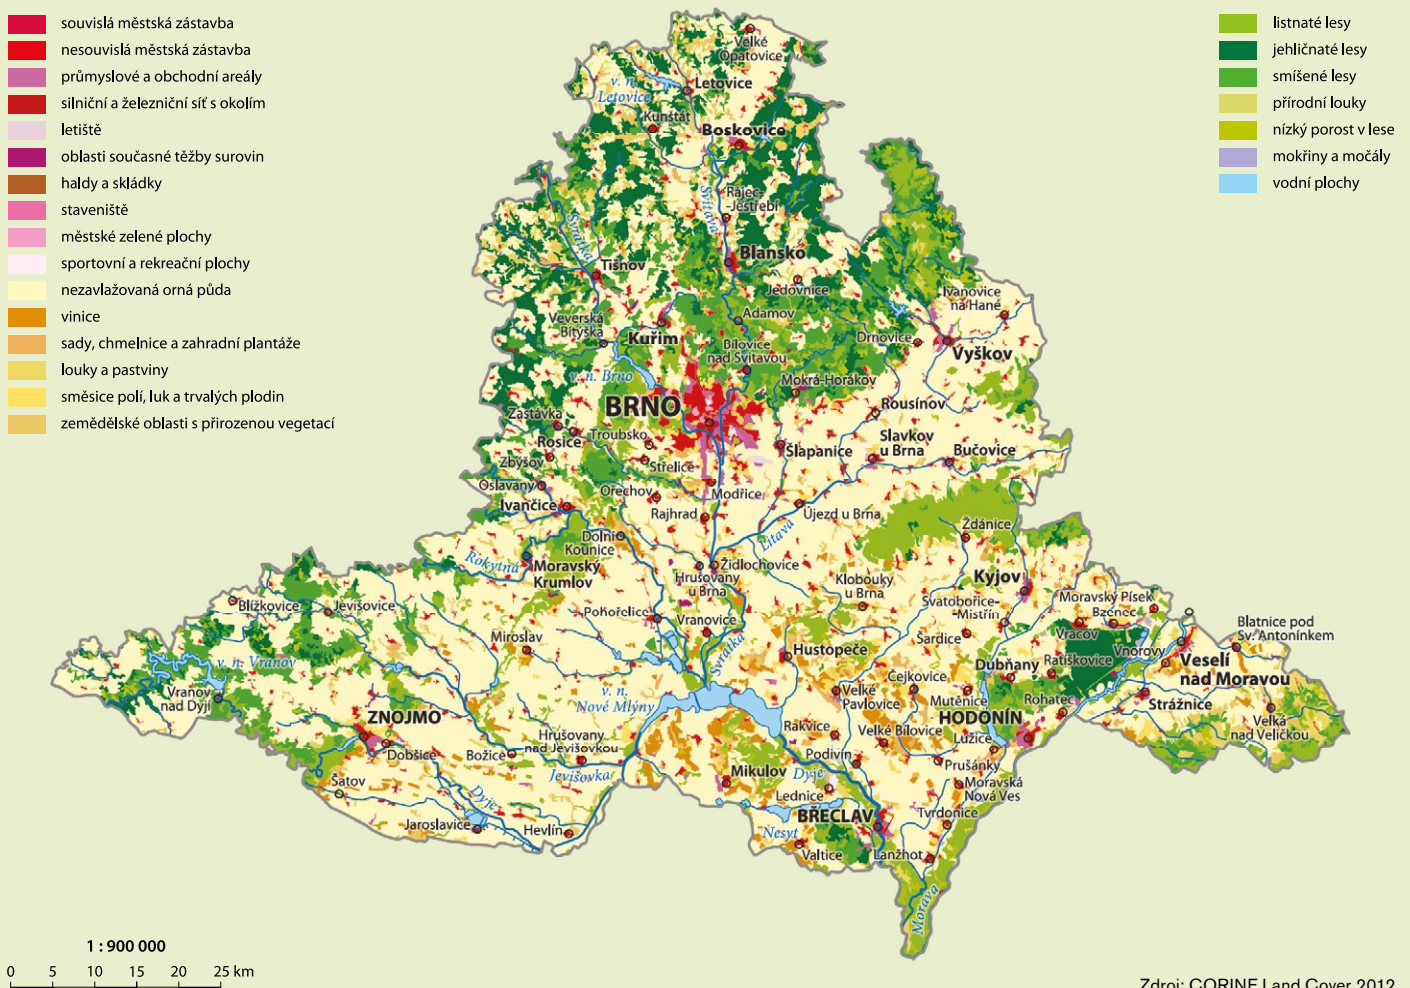 souvislá městská zástavba
nesouvislá městská zástavba
průmyslové a obchodní areály
silniční a železniční síť s okolím
letiště
oblasti současné těžby surovin
haldy a skládky
staveniště
městské zelené plochy
sportovní a rekreační plochy
nezavlažovaná orná půda
vinice
sady, chmelnice a zahradní plantáže
louky a pastviny
směsice polí, luk a trvalých plodin
zemědělské oblasti s přirozenou vegetací
listnaté lesy
jehličnaté lesy
smíšené lesy
přírodní louky
nízký porost v lese
mokřiny a močály
vodní plochy
Velké
Opatovice
v. n.
Letovice
Letovice
Kunštát
Boskovice
Svitava
Rájec-
-Jestřebí
Svratka
Blansko
Tišnov
Jedovnice
Ivanovice
na Hané
Veverská
Bítýška
Kuřim
Adamov
Bílovice
nad Svitavou
Drnovice
Vyškov
v. n. Brno
Mokrá-Horákov
BRNO
Rousínov
Zastávka
Rosice
Troubsko
Šlapanice
Slavkov
u Brna
Bučovice
Zbýšov
Střelice
Oslavany
Ořechov
Modřice
Ivančice
Rajhrad
Újezd u Brna
Litava
Ždánice
Dolní
Kounice
Rokytná
Moravský
Krumlov
Židlochovice
Hrušovany
u Brna
Klobouky
u Brna
Kyjov
Svatobořice-
-Mistřín
Moravský Písek
Bzenec
Blížkovice
Jevišovice
Pohořelice
Vranovice
Miroslav
Šardice
Vracov
Blatnice pod
Sv. Antonínkem
Svratka
Hustopeče
Vnorovy
v. n. Vranov
Dubňany
Ratíškovice
Veselí
nad Moravou
Vranov
nad Dyjí
v. n.
Nové Mlýny
Čejkovice
Velké
Pavlovice
Mutěnice
Rohatec
Strážnice
ZNOJMO
HODONÍN
Velká
nad Veličkou
Rakvice
Velké Bílovice
Lužice
Hrušovany
nad Jevišovkou
Dobšice
Božice
Jevišovka
Podivín
Prušánky
Mikulov
Dyje
Moravská
Nová Ves
Šatov
Dyje
Lednice
BŘECLAV
Tvrdonice
Jaroslavice
Hevlín
Nesyt
Valtice
Lanžhot
Morava
1 : 900 000
0 5 10 15 20 25 km
Zdroj: CORINE Land Cover 2012